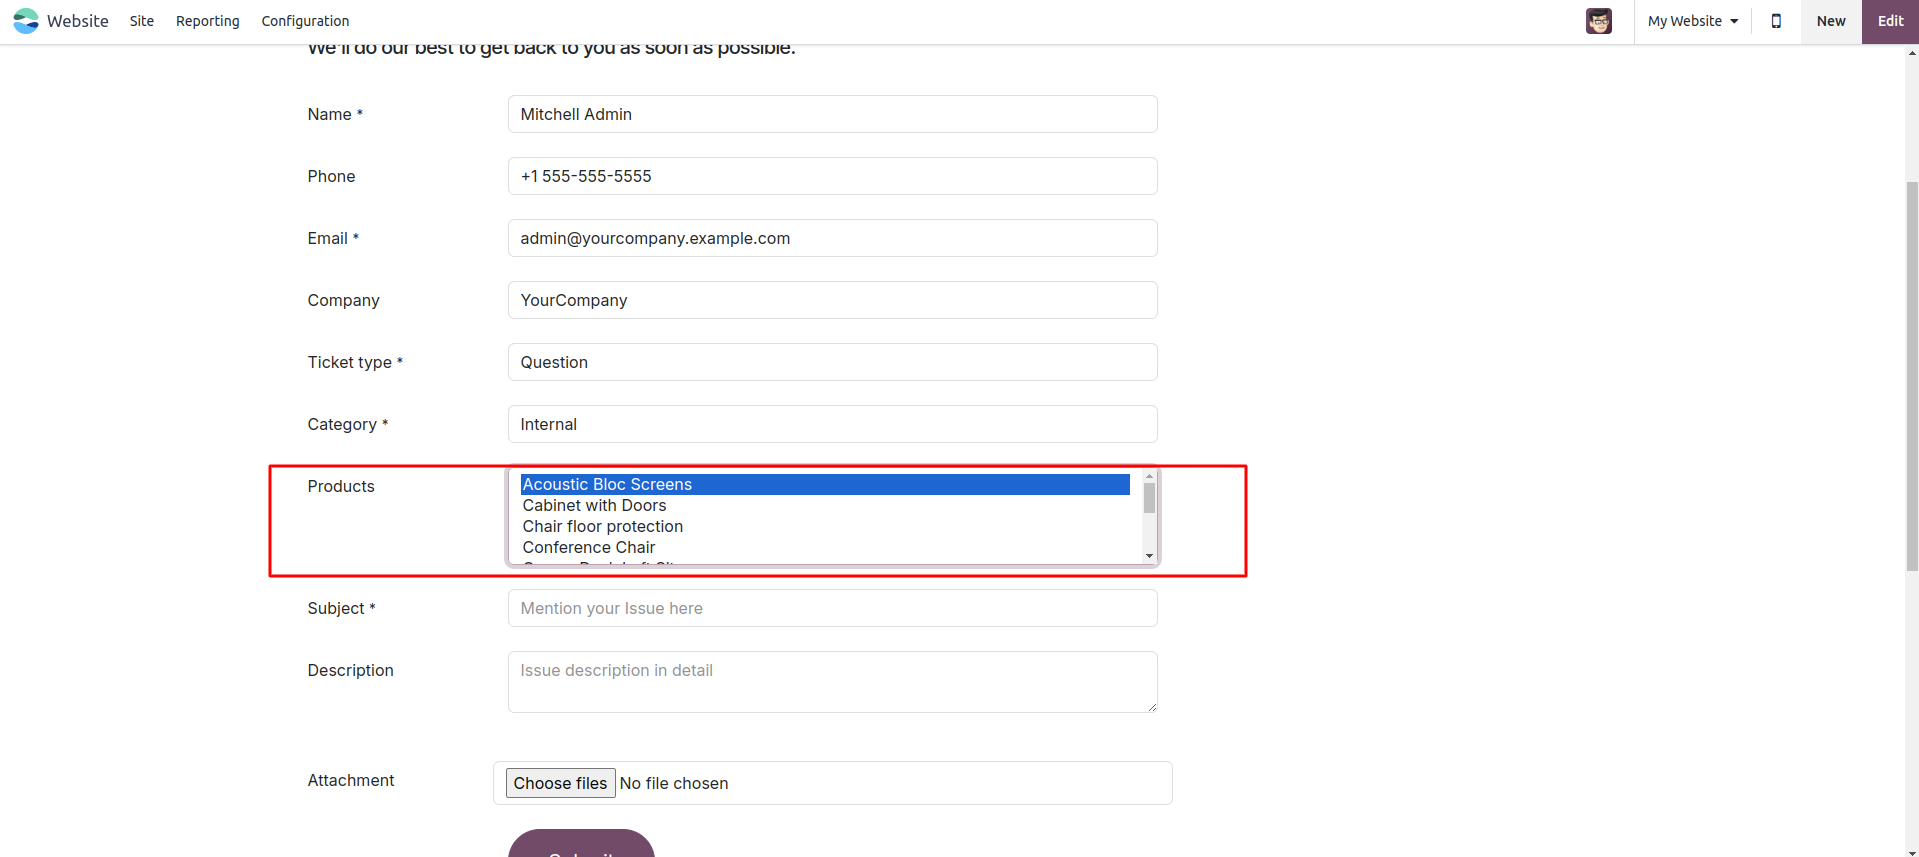 Website Site Reporting Configuration My Website New Edit
We'll do our best to get back to you as soon as possible.
Name * Mitchell Admin
Phone +1 555-555-5555
Email * admin@yourcompany.example.com
Company YourCompany
Ticket type * Question
Category * Internal
Products Acoustic Bloc Screens
Cabinet with Doors
Chair floor protection
Conference Chair
Subject * Mention your Issue here
Description Issue description in detail
Attachment Choose files No file chosen
Submit